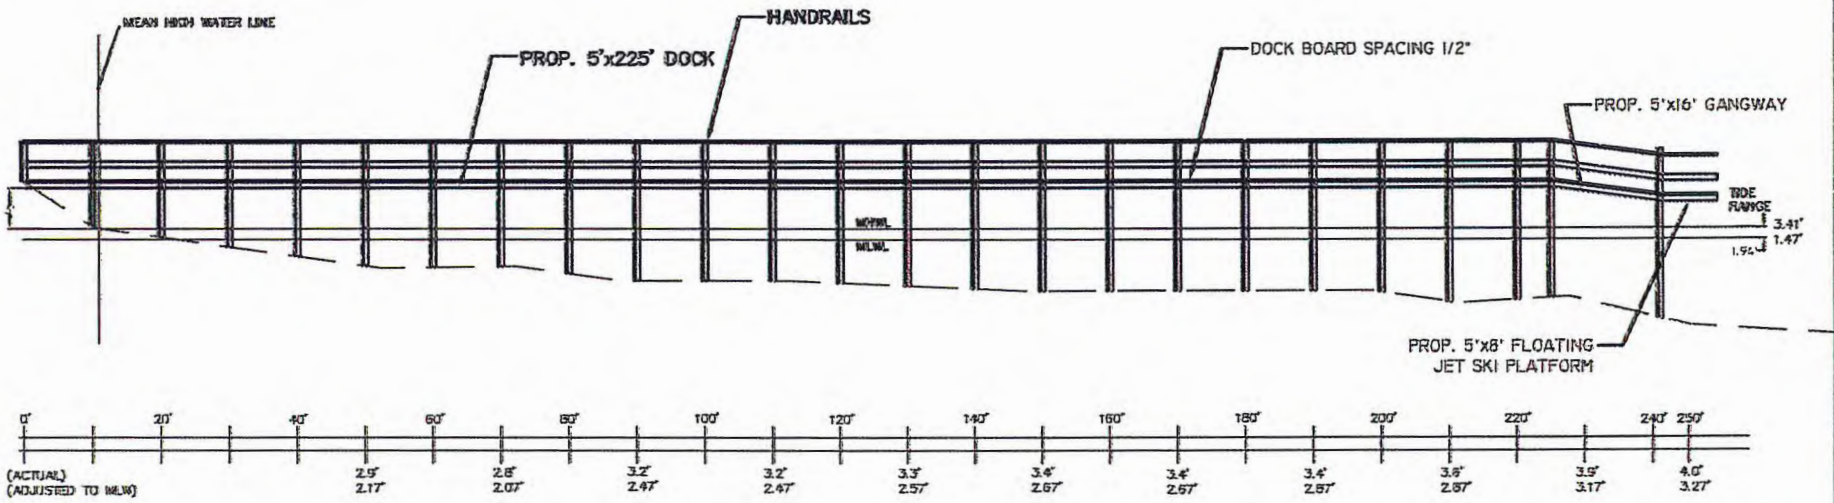 MEAN HIGH WATER LINE
HANDRAILS
PROP. 5'x225' DOCK
DOCK BOARD SPACING 1/2"
PROP. 5'x16' GANGWAY
TIDE
RANGE
MHWL
MLWL
3.41'
1.47'
1.94'
PROP. 5'x8' FLOATING
JET SKI PLATFORM
0' 20' 40' 60' 80' 100' 120' 140' 160' 180' 200' 220' 240' 250'
(ACTUAL) 2.9' 2.8' 3.2' 3.2' 3.3' 3.4' 3.4' 3.4' 3.6' 3.9' 4.0'
(ADJUSTED TO MLW) 2.17' 2.07' 2.47' 2.47' 2.57' 2.67' 2.67' 2.67' 2.87' 3.17' 3.27'